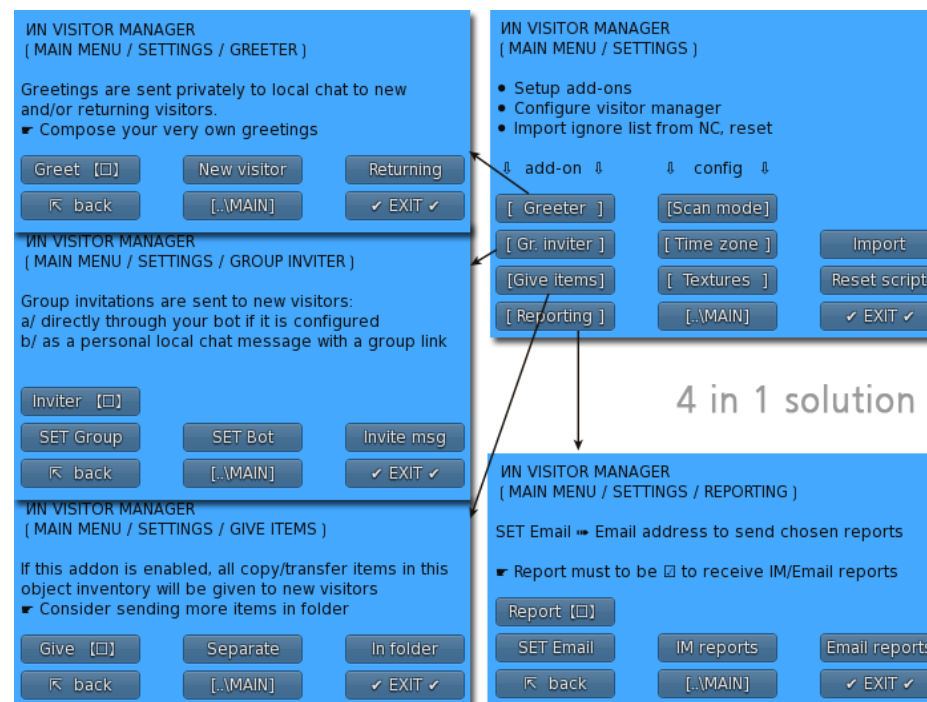 ИN VISITOR MANAGER
( MAIN MENU / SETTINGS / GREETER )
Greetings are sent privately to local chat to new
and/or returning visitors.
☛ Compose your very own greetings
Greet 【☐】 New visitor Returning
⇱ back [..\MAIN] ✔ EXIT ✔
ИN VISITOR MANAGER
( MAIN MENU / SETTINGS / GROUP INVITER )
Group invitations are sent to new visitors:
a/ directly through your bot if it is configured
b/ as a personal local chat message with a group link
Inviter 【☐】
SET Group SET Bot Invite msg
⇱ back [..\MAIN] ✔ EXIT ✔
ИN VISITOR MANAGER
( MAIN MENU / SETTINGS / GIVE ITEMS )
If this addon is enabled, all copy/transfer items in this
object inventory will be given to new visitors
☛ Consider sending more items in folder
Give 【☐】 Separate In folder
⇱ back [..\MAIN] ✔ EXIT ✔
ИN VISITOR MANAGER
( MAIN MENU / SETTINGS )
• Setup add-ons
• Configure visitor manager
• Import ignore list from NC, reset
⇩ add-on ⇩ ⇩ config ⇩
[ Greeter ] [Scan mode]
[ Gr. inviter ] [ Time zone ] Import
[Give items] [ Textures ] Reset script
[ Reporting ] [..\MAIN] ✔ EXIT ✔
4 in 1 solution
ИN VISITOR MANAGER
( MAIN MENU / SETTINGS / REPORTING )
SET Email ➠ Email address to send chosen reports
☛ Report must to be ☑ to receive IM/Email reports
Report 【☐】
SET Email IM reports Email reports
⇱ back [..\MAIN] ✔ EXIT ✔